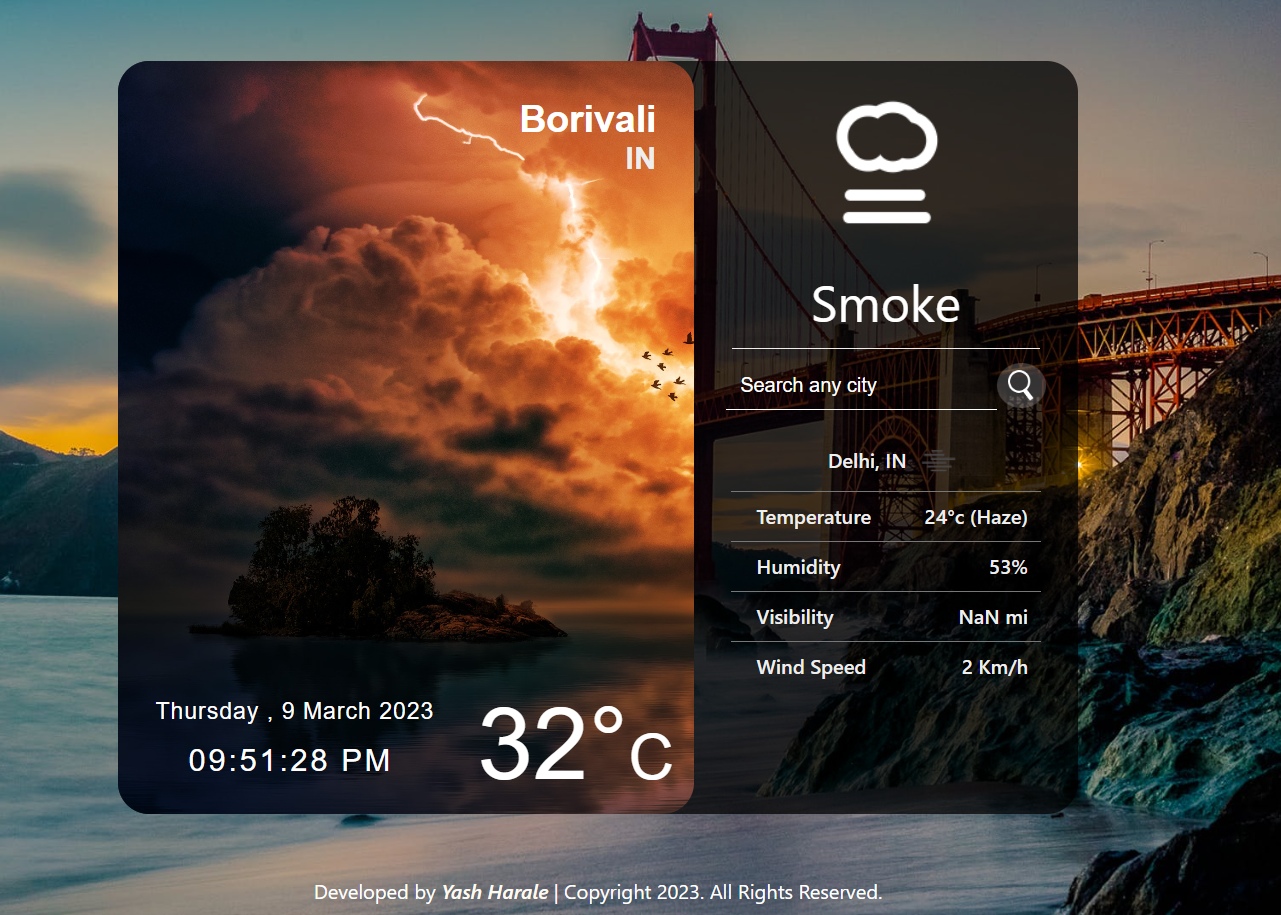 Borivali
IN
Thursday , 9 March 2023
09:51:28 PM
32°c
Smoke
Search any city
Delhi, IN
Temperature 24°c (Haze)
Humidity 53%
Visibility NaN mi
Wind Speed 2 Km/h
Developed by Yash Harale | Copyright 2023. All Rights Reserved.